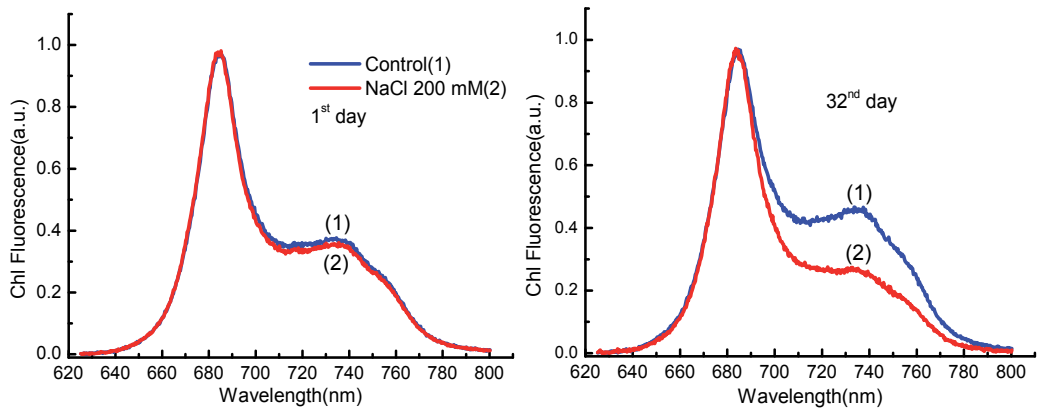 Chl Fluorescence(a.u.)
1.0
0.8
0.6
0.4
0.2
0.0
Control(1)
NaCl 200 mM(2)
1st day
(1)
(2)
620 640 660 680 700 720 740 760 780 800
Wavelength(nm)
Chl Fluorescence(a.u.)
1.0
0.8
0.6
0.4
0.2
0.0
32nd day
(1)
(2)
620 640 660 680 700 720 740 760 780 800
Wavelength(nm)